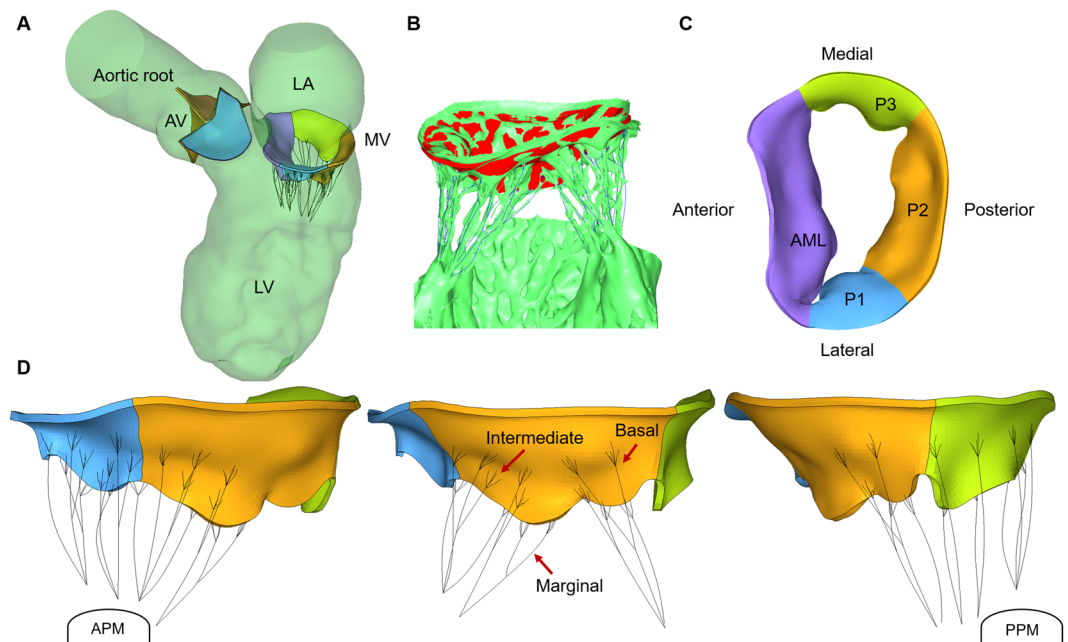 A
Aortic root
LA
AV
MV
LV
B
C
Medial
P3
Anterior
P2
Posterior
AML
P1
Lateral
D
Intermediate
Basal
Marginal
APM
PPM